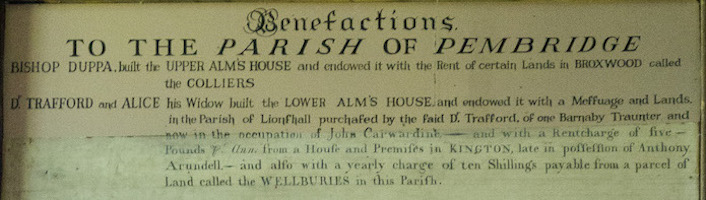 Benefactions.
TO THE PARISH OF PEMBRIDGE
BISHOP DUPPA, built the UPPER ALM'S HOUSE and endowed it with the Rent of certain Lands in BROXWOOD called
the COLLIERS
Dr. TRAFFORD and ALICE his Widow built the LOWER ALM'S HOUSE, and endowed it with a Meſſuage and Lands,
in the Pariſh of Lionſhall purchaſed by the ſaid Dr. Trafford, of one Barnaby Traunter, and
now in the occupation of John Carwardine — and with a Rentcharge of five —
Pounds pr. Ann. from a Houſe and Premiſes in KINGTON, late in poſſeſſion of Anthony
Arundell, — and alſo with a yearly charge of ten Shillings payable from a parcel of
Land called the WELLBURIES in this Pariſh.